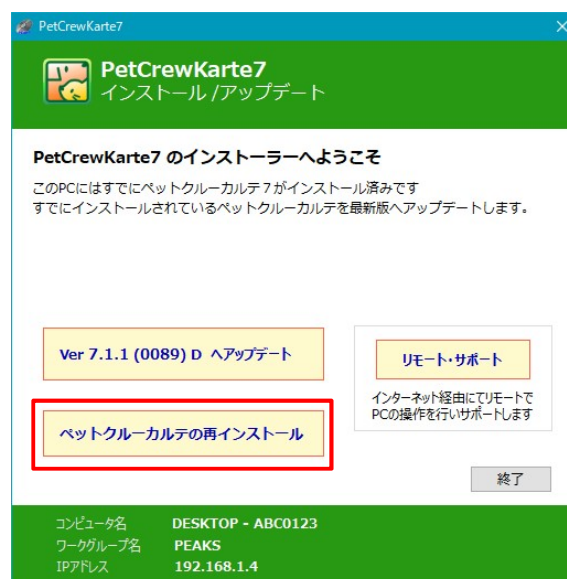 PetCrewKarte7
PetCrewKarte7
インストール /アップデート
PetCrewKarte7 のインストーラーへようこそ
このPCにはすでにペットクルーカルテ７がインストール済みです
すでにインストールされているペットクルーカルテを最新版へアップデートします。
Ver 7.1.1 (0089) D へアップデート
リモート・サポート
インターネット経由にてリモートで
PCの操作を行いサポートします
ペットクルーカルテの再インストール
終了
コンピュータ名 DESKTOP - ABC0123
ワークグループ名 PEAKS
IPアドレス 192.168.1.4